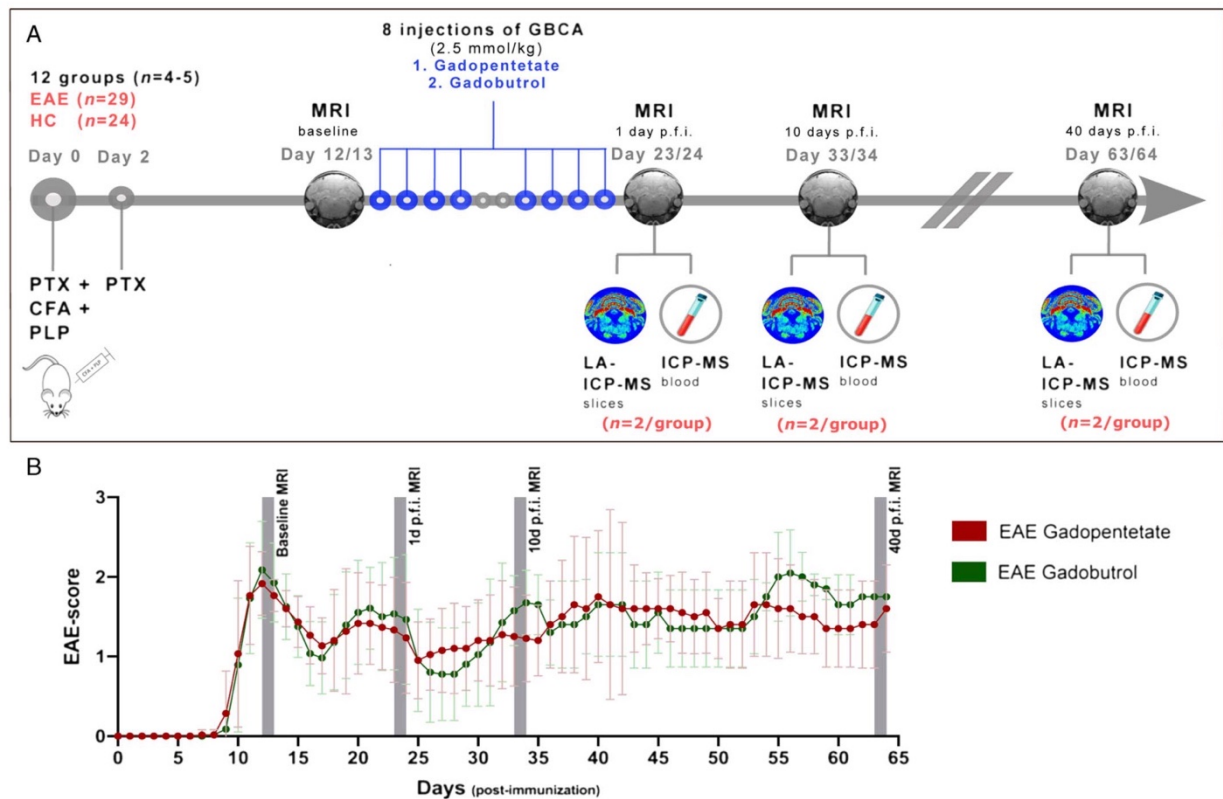 A
12 groups (n=4-5)
EAE (n=29)
HC (n=24)
Day 0
Day 2
PTX +
CFA +
PLP
PTX
CFA + PLP
MRI
baseline
Day 12/13
8 injections of GBCA
(2.5 mmol/kg)
1. Gadopentetate
2. Gadobutrol
MRI
1 day p.f.i.
Day 23/24
LA-
ICP-MS
slices
ICP-MS
blood
(n=2/group)
MRI
10 days p.f.i.
Day 33/34
LA-
ICP-MS
slices
ICP-MS
blood
(n=2/group)
MRI
40 days p.f.i.
Day 63/64
LA-
ICP-MS
slices
ICP-MS
blood
(n=2/group)
B
EAE-score
3
2
1
0
Baseline MRI
1d p.f.i. MRI
10d p.f.i. MRI
40d p.f.i. MRI
0 5 10 15 20 25 30 35 40 45 50 55 60 65
Days (post-immunization)
EAE Gadopentetate
EAE Gadobutrol